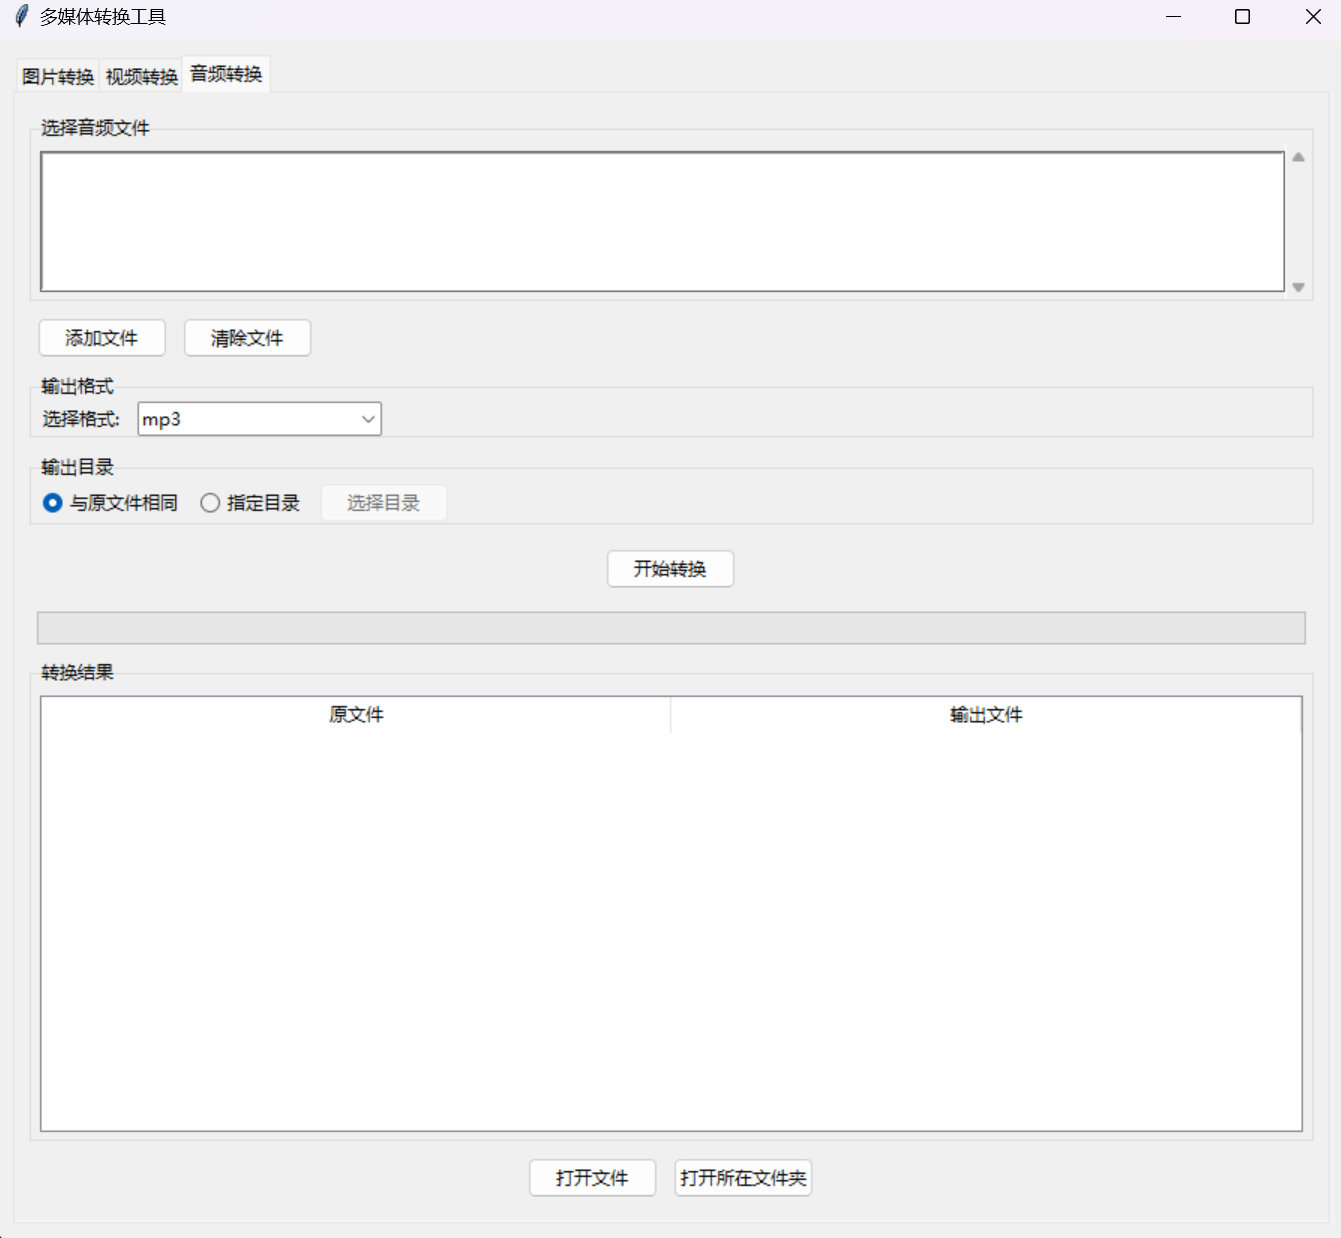 多媒体转换工具
图片转换 视频转换 音频转换
选择音频文件
添加文件 清除文件
输出格式
选择格式: mp3
输出目录
与原文件相同 指定目录 选择目录
开始转换
转换结果
原文件 输出文件
打开文件 打开所在文件夹